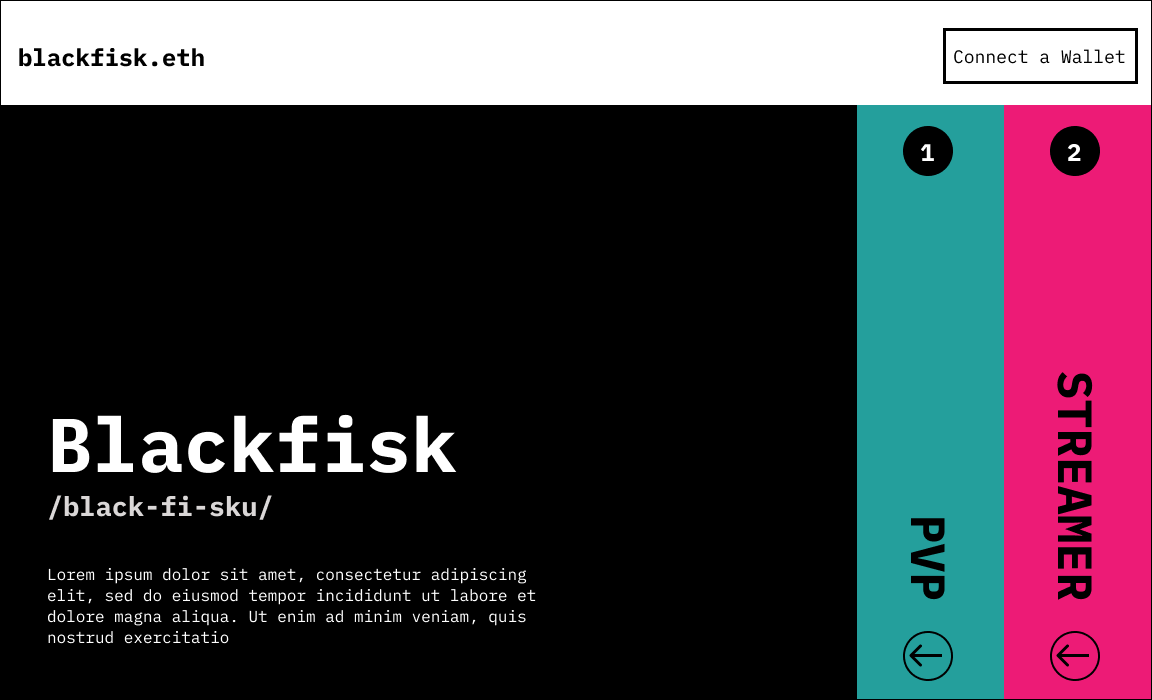 blackfisk.eth
Connect a Wallet
1
2
Blackfisk
/black-fi-sku/
Lorem ipsum dolor sit amet, consectetur adipiscing
elit, sed do eiusmod tempor incididunt ut labore et
dolore magna aliqua. Ut enim ad minim veniam, quis
nostrud exercitatio
PVP
STREAMER